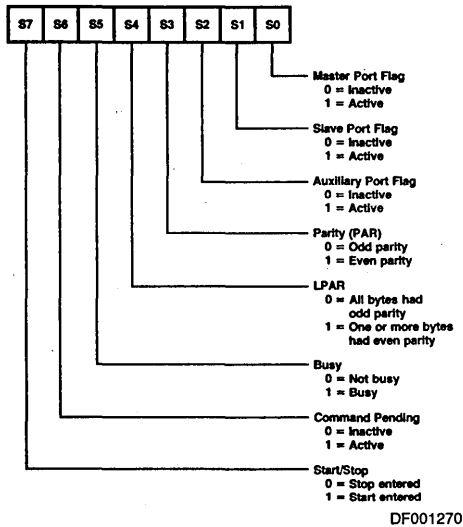 S7 S6 S5 S4 S3 S2 S1 S0
Master Port Flag
0 = Inactive
1 = Active
Slave Port Flag
0 = Inactive
1 = Active
Auxiliary Port Flag
0 = Inactive
1 = Active
Parity (PAR)
0 = Odd parity
1 = Even parity
LPAR
0 = All bytes had
odd parity
1 = One or more bytes
had even parity
Busy
0 = Not busy
1 = Busy
Command Pending
0 = Inactive
1 = Active
Start/Stop
0 = Stop entered
1 = Start entered
DF001270